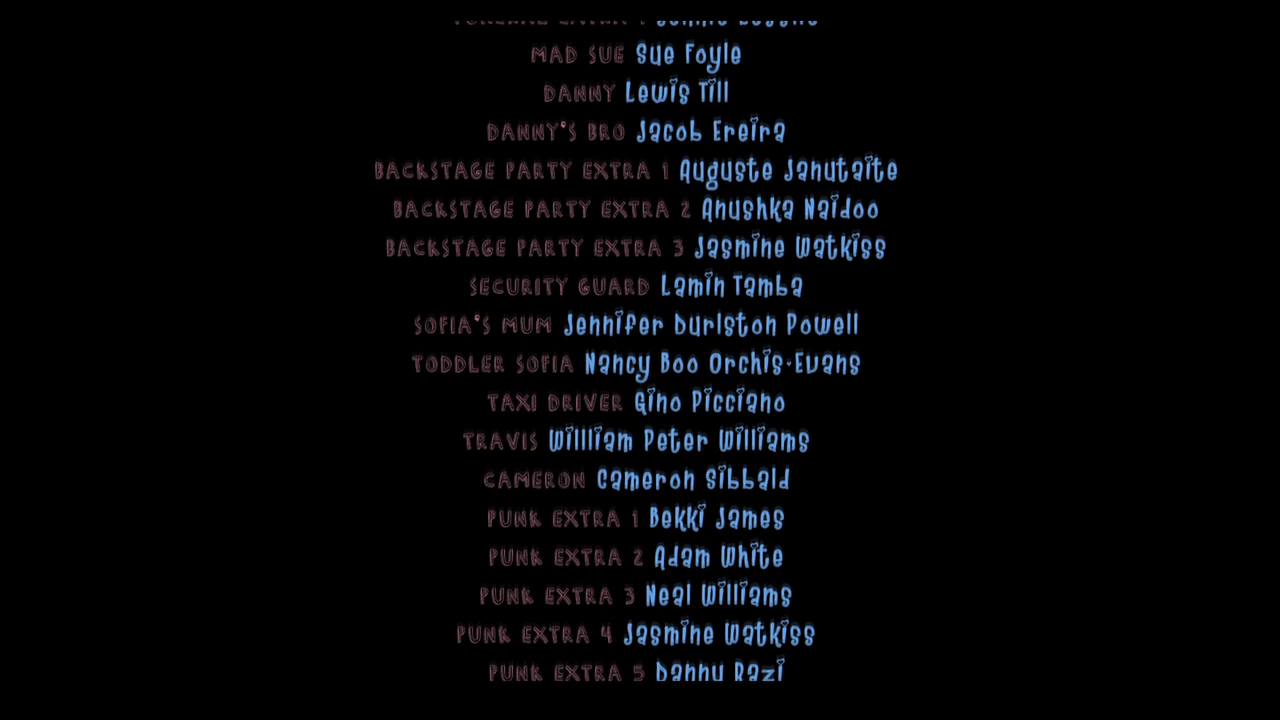 MAD SUE Sue Foyle
DANNY Lewis Till
DANNY'S BRO Jacob Ereira
BACKSTAGE PARTY EXTRA 1 Auguste Janutaite
BACKSTAGE PARTY EXTRA 2 Anushka Naidoo
BACKSTAGE PARTY EXTRA 3 Jasmine Watkiss
SECURITY GUARD Lamin Tamba
SOFIA'S MUM Jennifer Durlston Powell
TODDLER SOFIA Nancy Boo Orchis-Evans
TAXI DRIVER Gino Picciano
TRAVIS Willliam Peter Williams
CAMERON Cameron Sibbald
PUNK EXTRA 1 Bekki James
PUNK EXTRA 2 Adam White
PUNK EXTRA 3 Neal Williams
PUNK EXTRA 4 Jasmine Watkiss
PUNK EXTRA 5 Danny Razi